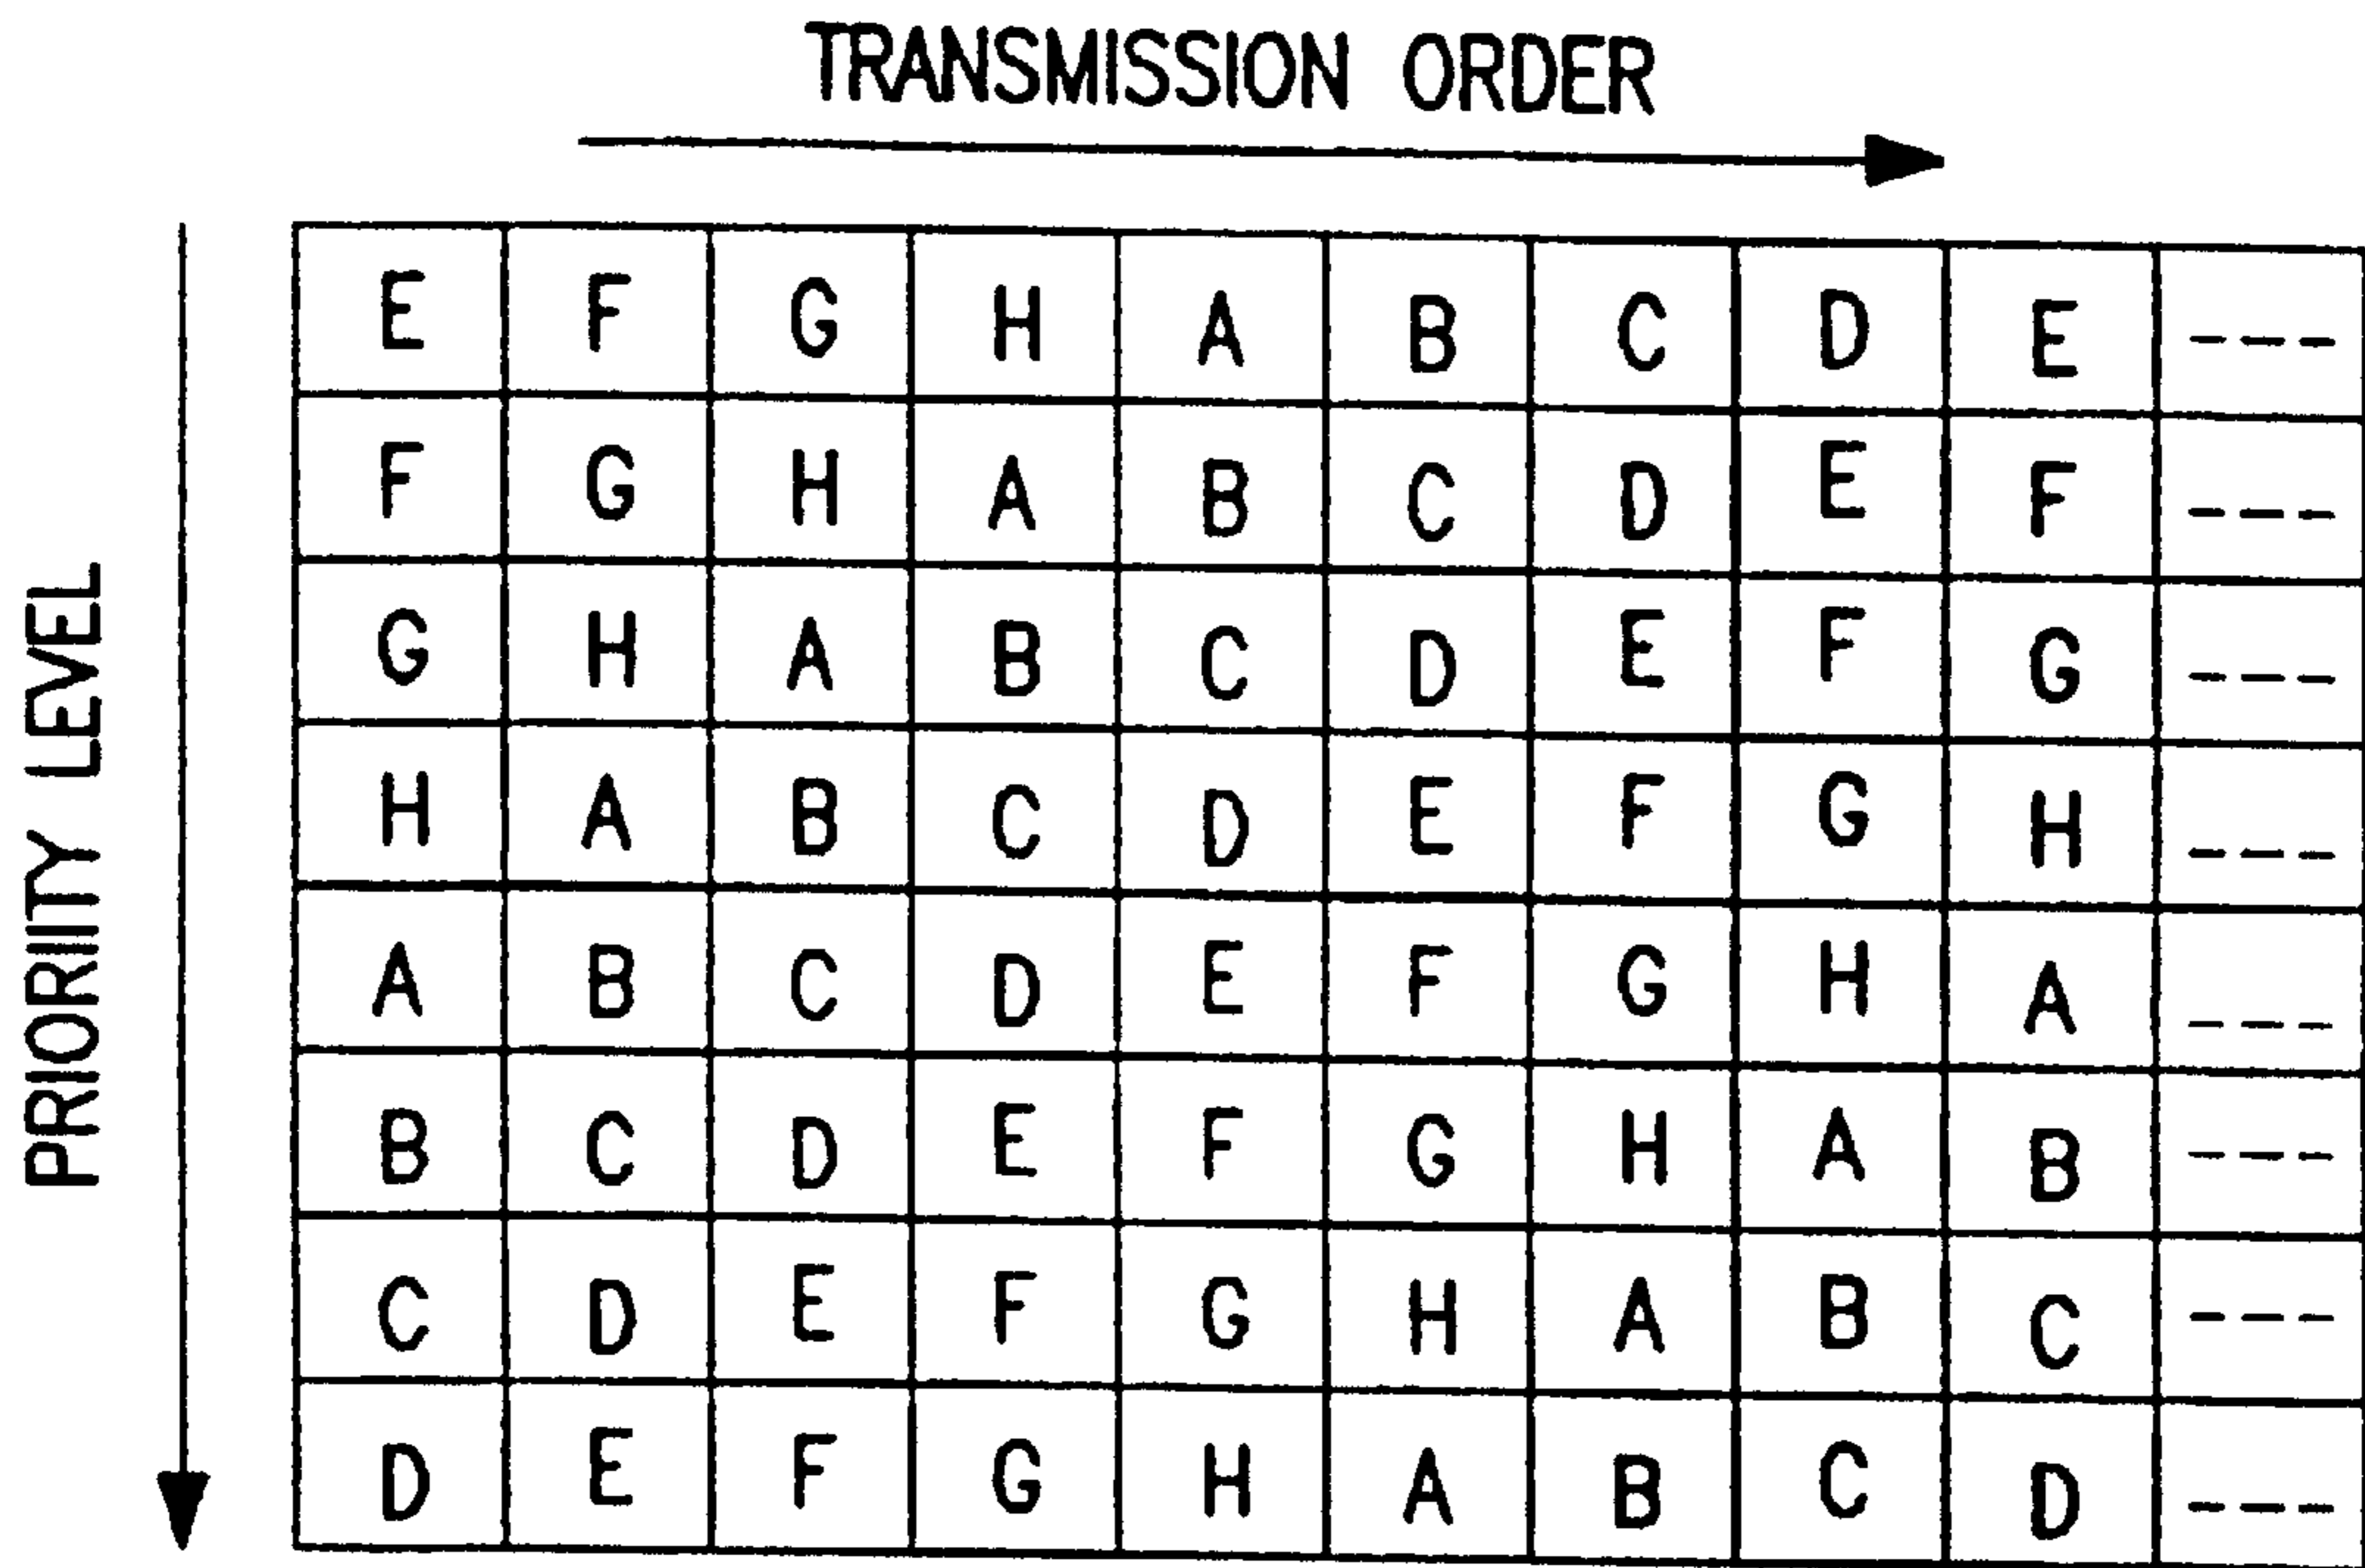 TRANSMISSION ORDER
PRIORITY LEVEL
E F G H A B C D E ---
F G H A B C D E F ---
G H A B C D E F G ---
H A B C D E F G H ---
A B C D E F G H A ---
B C D E F G H A B ---
C D E F G H A B C ---
D E F G H A B C D ---